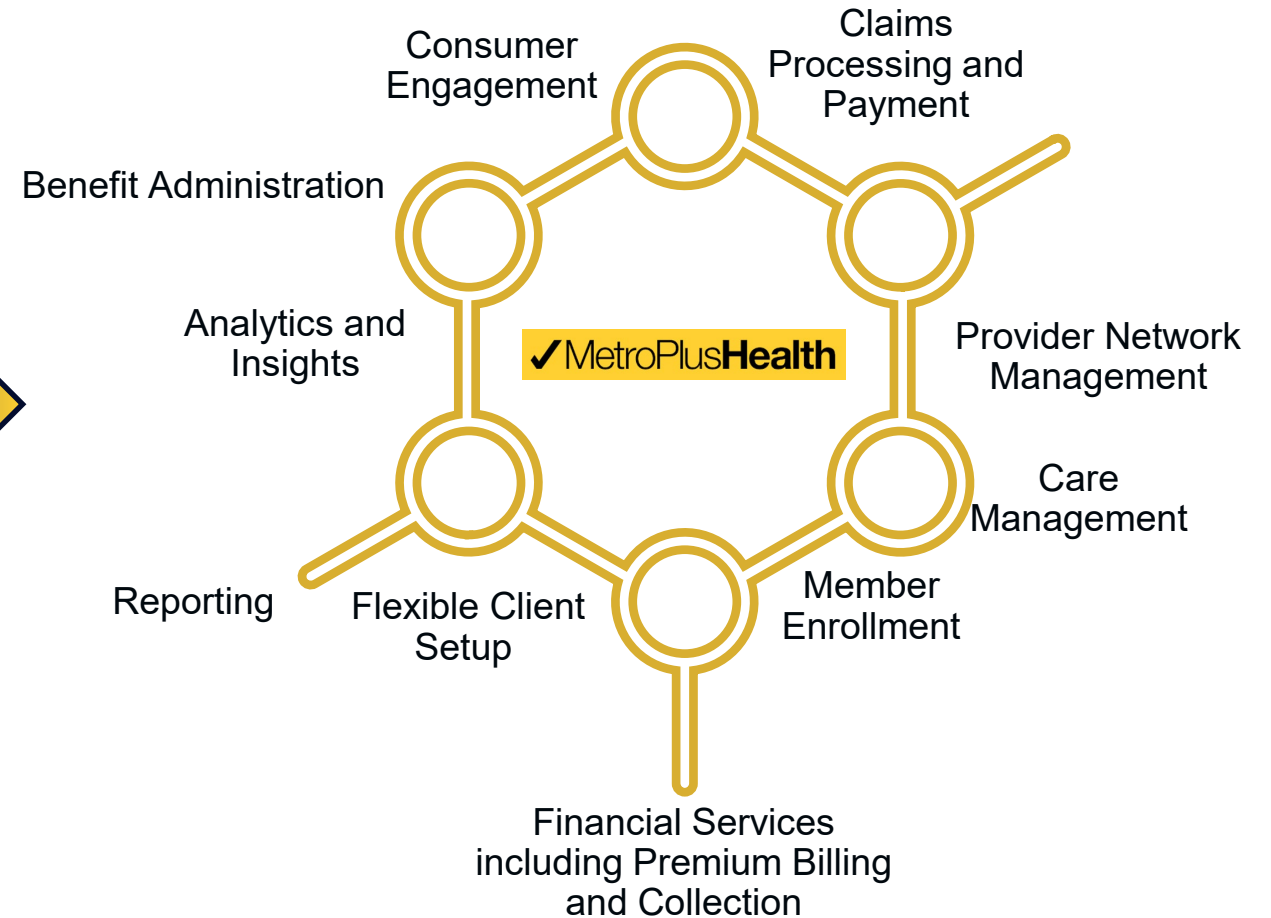 Claims
Processing and
Payment
Consumer
Engagement
Benefit Administration
Analytics and
Insights
✓MetroPlusHealth
Provider Network
Management
Care
Management
Member
Enrollment
Reporting
Flexible Client
Setup
Financial Services
including Premium Billing
and Collection